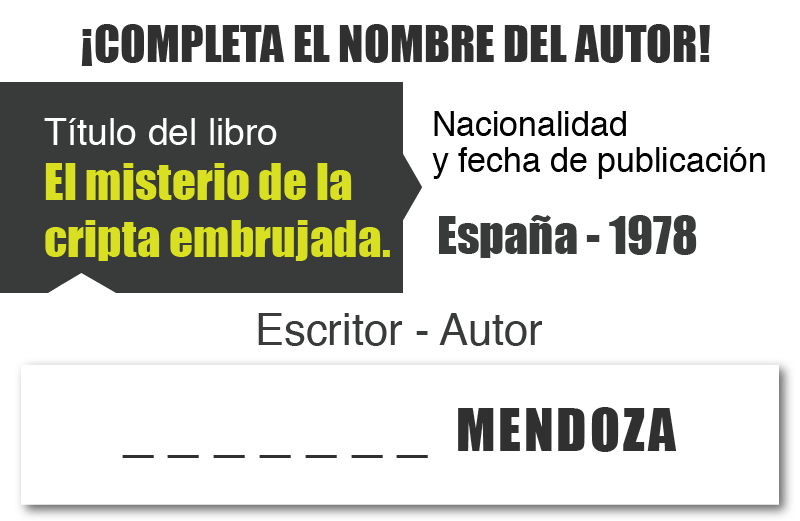 ¡COMPLETA EL NOMBRE DEL AUTOR!
Título del libro
El misterio de la
cripta embrujada.
Nacionalidad
y fecha de publicación
España - 1978
Escritor - Autor
_ _ _ _ _ _ _ MENDOZA